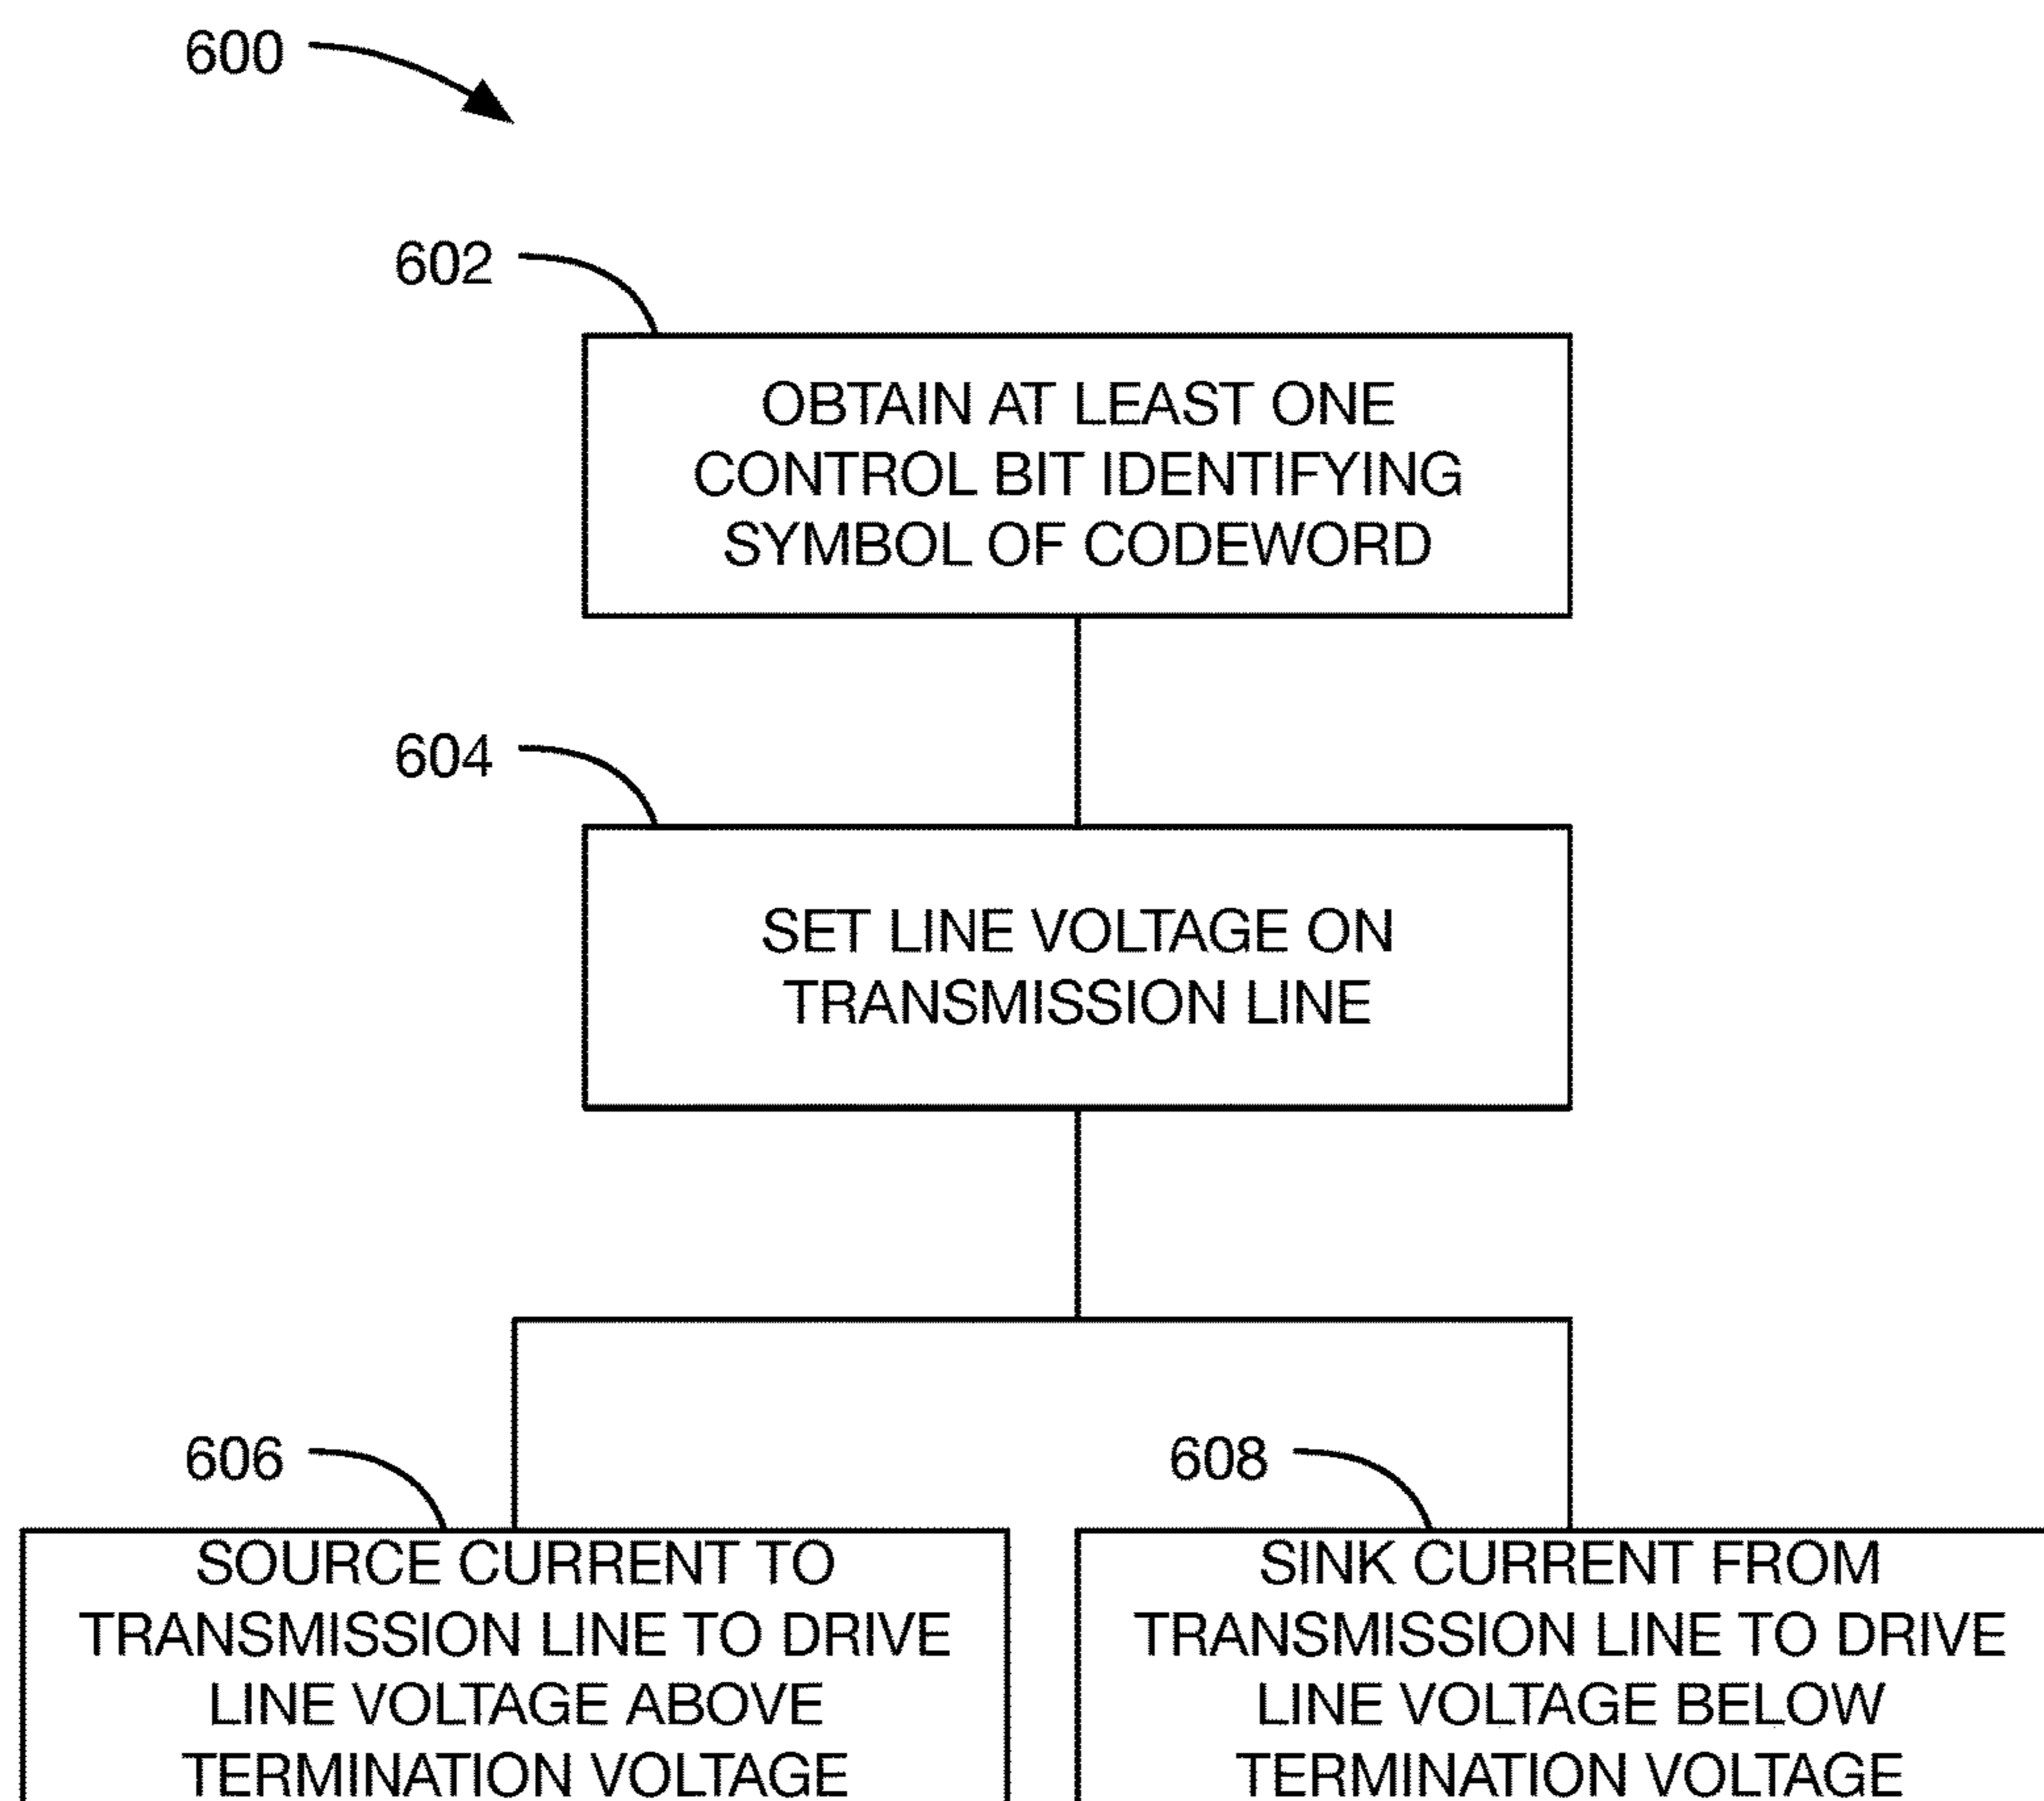 600
602
OBTAIN AT LEAST ONE
CONTROL BIT IDENTIFYING
SYMBOL OF CODEWORD
604
SET LINE VOLTAGE ON
TRANSMISSION LINE
606
SOURCE CURRENT TO
TRANSMISSION LINE TO DRIVE
LINE VOLTAGE ABOVE
TERMINATION VOLTAGE
608
SINK CURRENT FROM
TRANSMISSION LINE TO DRIVE
LINE VOLTAGE BELOW
TERMINATION VOLTAGE